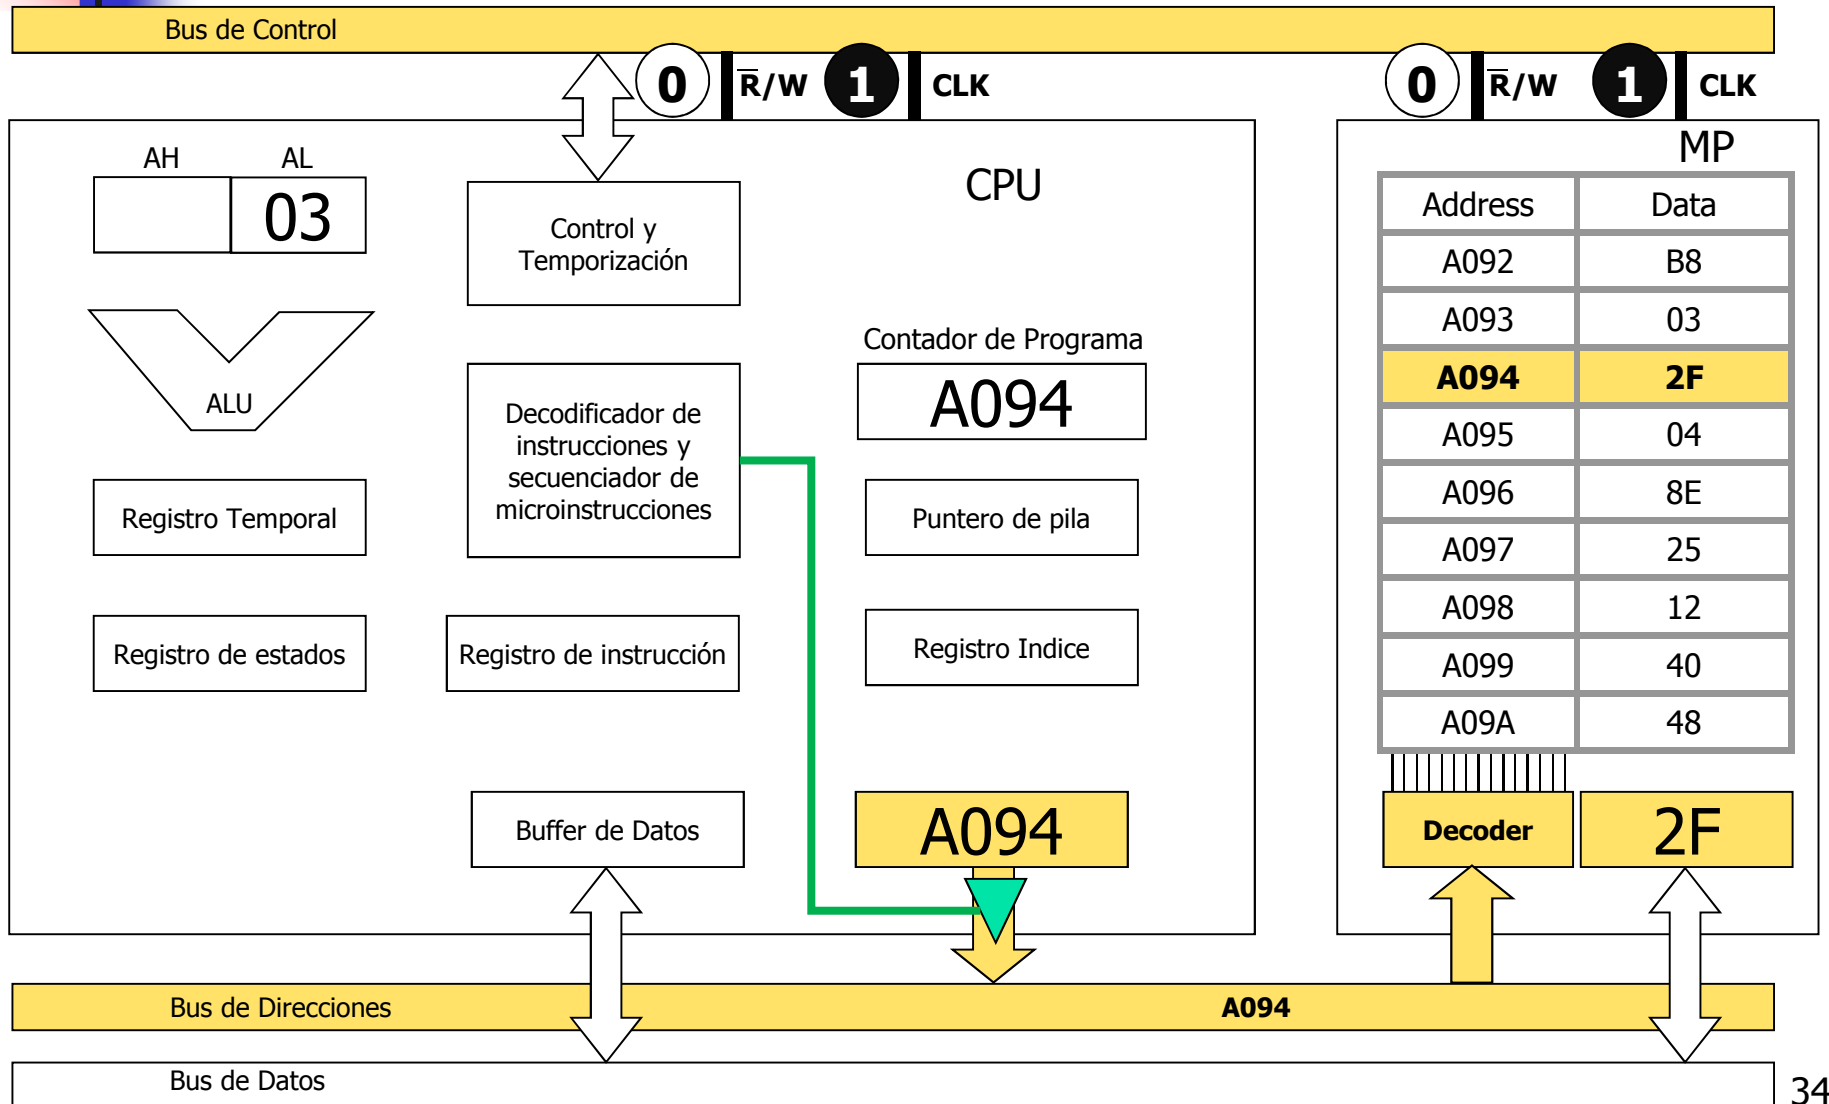 Bus de Control
0 R̅/W 1 CLK
0 R̅/W 1 CLK
AH AL
03
Control y
Temporización
CPU
ALU
Decodificador de
instrucciones y
secuenciador de
microinstrucciones
Contador de Programa
A094
Registro Temporal
Puntero de pila
Registro de estados
Registro de instrucción
Registro Indice
Buffer de Datos
A094
MP
Address Data
A092 B8
A093 03
A094 2F
A095 04
A096 8E
A097 25
A098 12
A099 40
A09A 48
Decoder
2F
Bus de Direcciones A094
Bus de Datos
34